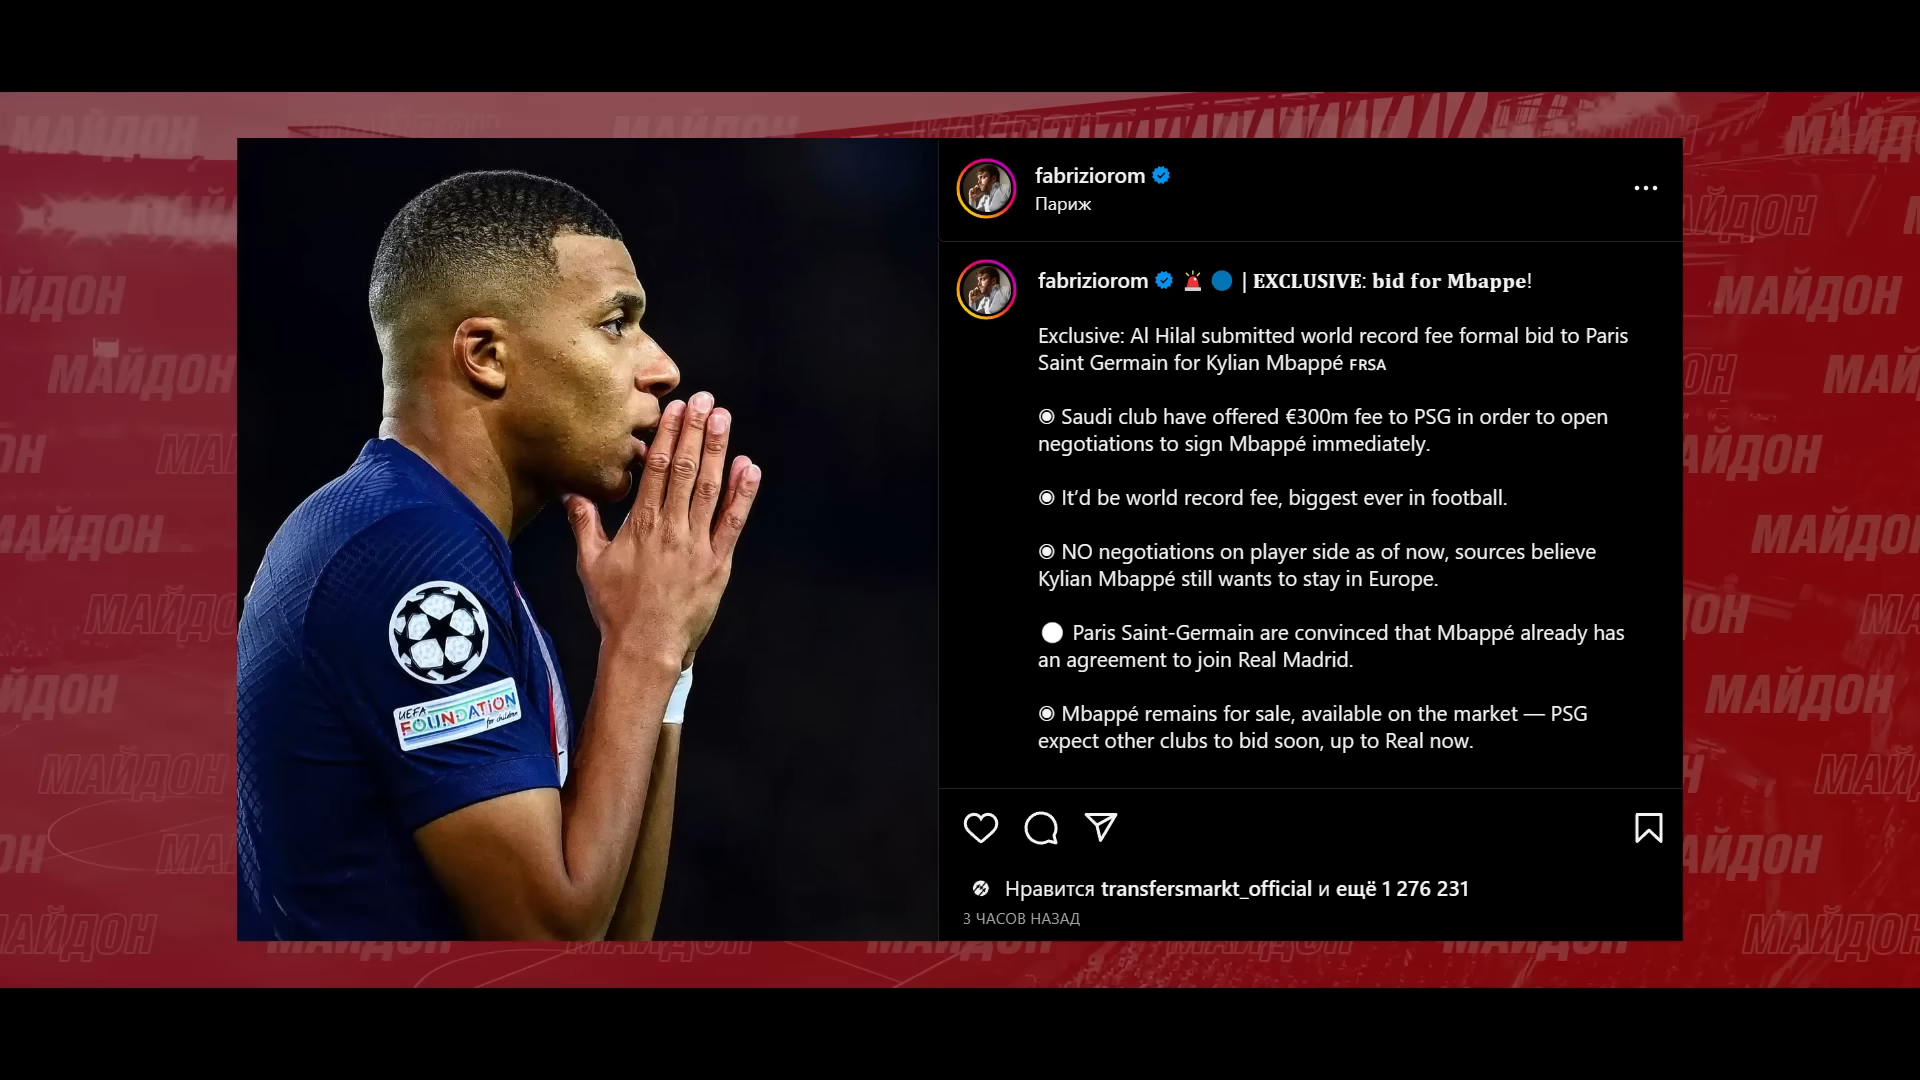 МАЙДОН
UEFA
FOUNDATION
for children
fabriziorom
Париж
fabriziorom 🚨 🔵 | EXCLUSIVE: bid for Mbappe!
Exclusive: Al Hilal submitted world record fee formal bid to Paris
Saint Germain for Kylian Mbappé FRSA
◉ Saudi club have offered €300m fee to PSG in order to open
negotiations to sign Mbappé immediately.
◉ It’d be world record fee, biggest ever in football.
◉ NO negotiations on player side as of now, sources believe
Kylian Mbappé still wants to stay in Europe.
⚪ Paris Saint-Germain are convinced that Mbappé already has
an agreement to join Real Madrid.
◉ Mbappé remains for sale, available on the market — PSG
expect other clubs to bid soon, up to Real now.
Нравится transfersmarkt_official и ещё 1 276 231
3 ЧАСОВ НАЗАД